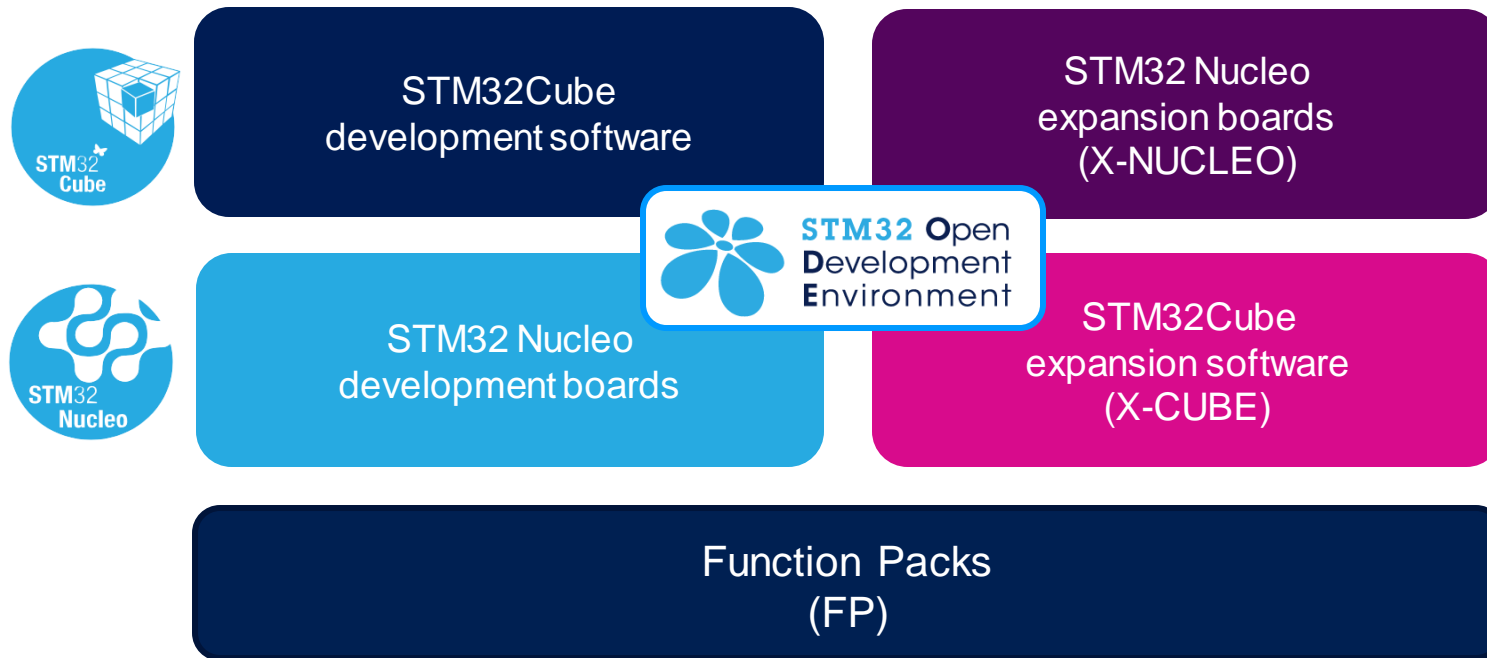 STM32Cube
development software
STM32 Nucleo
expansion boards
(X-NUCLEO)
STM32
Cube
STM32 Open
Development
Environment
STM32 Nucleo
development boards
STM32Cube
expansion software
(X-CUBE)
STM32
Nucleo
Function Packs
(FP)